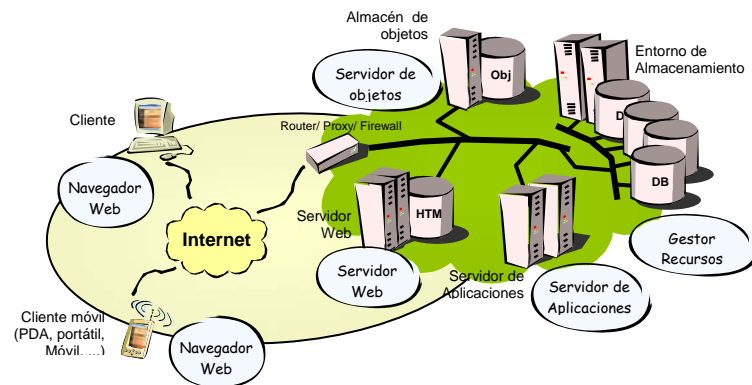 Almacén de
objetos
Servidor de
objetos
Obj
Entorno de
Almacenamiento
D
DB
Cliente
Router/ Proxy/ Firewall
Navegador
Web
Internet
Servidor
Web
HTM
Servidor
Web
Servidor de
Aplicaciones
Servidor de
Aplicaciones
Gestor
Recursos
Cliente móvil
(PDA, portátil,
Móvil, ...)
Navegador
Web